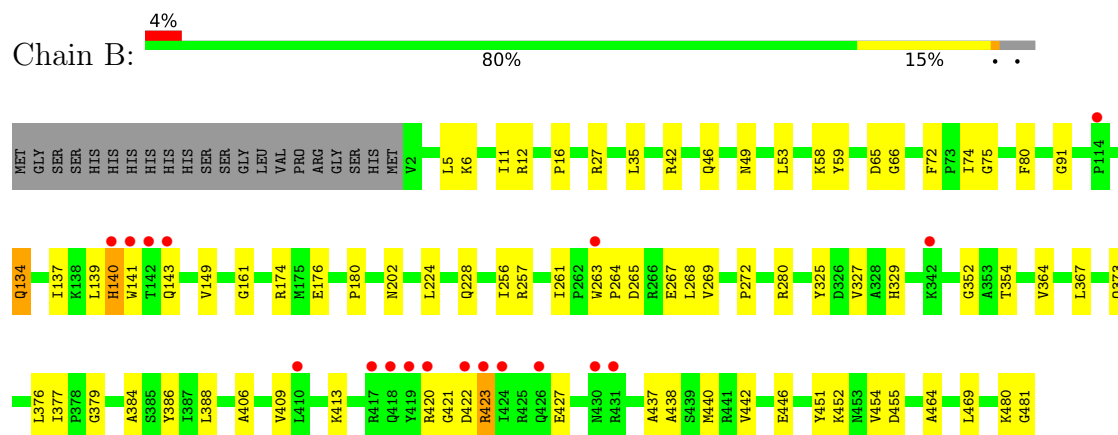 4%
Chain B:
80% 15% • •
MET GLY SER SER HIS HIS HIS HIS HIS HIS SER SER GLY LEU VAL PRO ARG GLY SER HIS MET V2 L5 K6 I11 R12 P16 R27 L35 R42 Q46 N49 L53 K58 Y59 D65 G66 F72 P73 I74 G75 F80 G91 P114
Q134 I137 K138 L139 H140 W141 T142 Q143 V149 G161 R174 M175 E176 P180 N202 L224 Q228 I256 R257 I261 P262 W263 P264 D265 R266 E267 L268 V269 P272 R280 Y325 D326 V327 A328 H329 K342 G352 A353 T354 V364 L367
L376 I377 P378 G379 A384 S385 Y386 I387 L388 A406 V409 L410 K413 R417 Q418 Y419 R420 G421 D422 R423 I424 R425 Q426 E427 N430 R431 A437 A438 S439 M440 R441 V442 E446 Y451 K452 N453 V454 D455 A464 L469 K480 G481